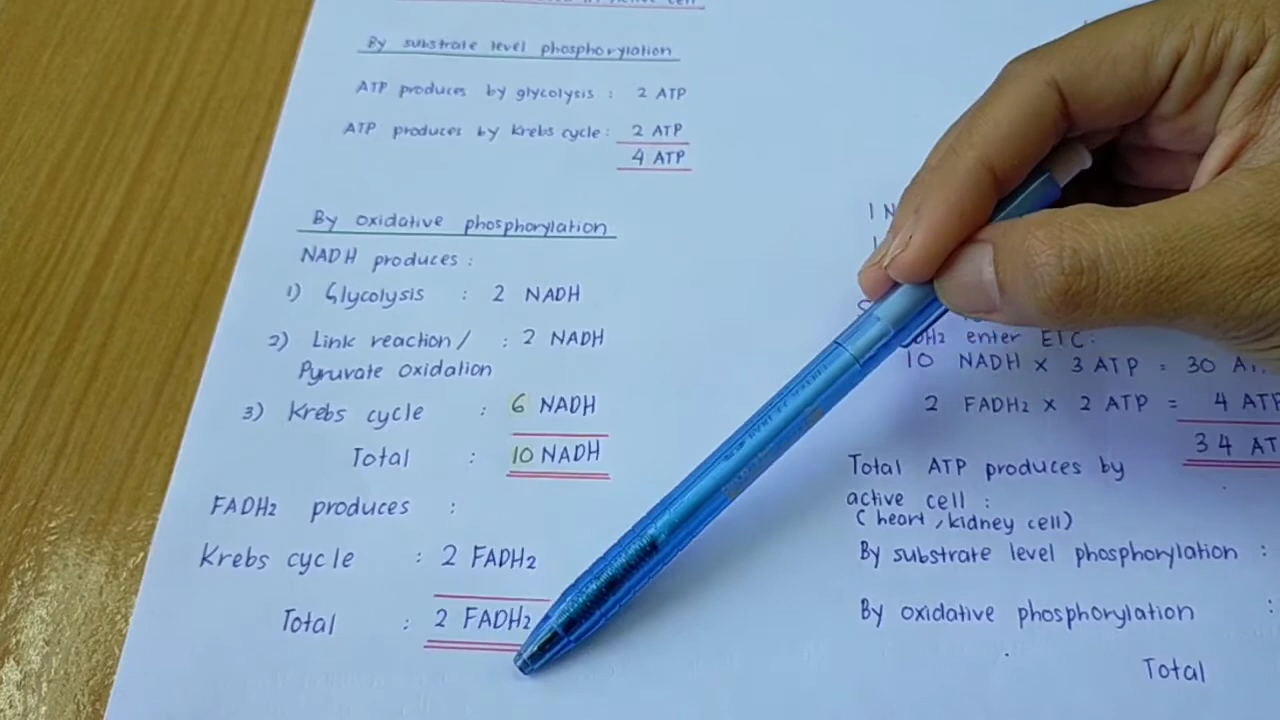 By substrate level phosphorylation
ATP produces by glycolysis : 2 ATP
ATP produces by Krebs cycle: 2 ATP
4 ATP
By oxidative phosphorylation
NADH produces :
1) Glycolysis : 2 NADH
2) Link reaction/ : 2 NADH
Pyruvate oxidation
3) Krebs cycle : 6 NADH
Total : 10 NADH
FADH2 produces :
Krebs cycle : 2 FADH2
Total : 2 FADH2
enter ETC:
10 NADH x 3 ATP = 30
2 FADH2 x 2 ATP = 4 ATP
34 AT
Total ATP produces by
active cell :
(heart, kidney cell)
By substrate level phosphorylation :
By oxidative phosphorylation :
Total